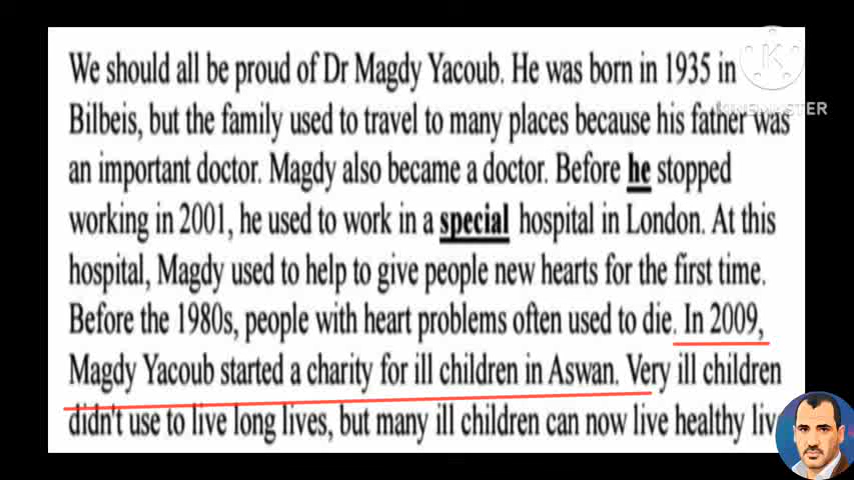 We should all be proud of Dr Magdy Yacoub. He was born in 1935 in
Bilbeis, but the family used to travel to many places because his father was
an important doctor. Magdy also became a doctor. Before he stopped
working in 2001, he used to work in a special hospital in London. At this
hospital, Magdy used to help to give people new hearts for the first time.
Before the 1980s, people with heart problems often used to die. In 2009,
Magdy Yacoub started a charity for ill children in Aswan. Very ill children
didn't use to live long lives, but many ill children can now live healthy
K
KINEMASTER